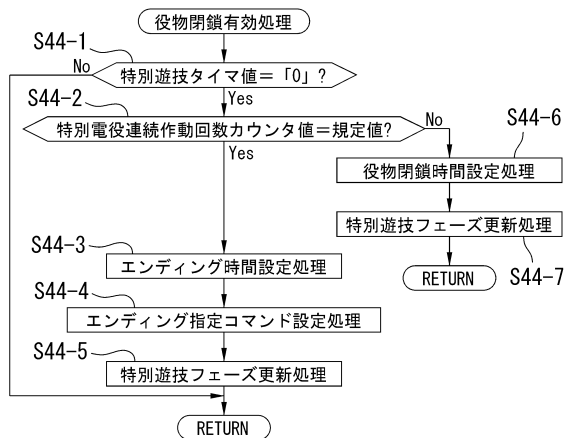 役物閉鎖有効処理
S44-1
No
特別遊技タイマ値＝「0」？
S44-2
Yes
特別電役連続作動回数カウンタ値＝規定値？
No
S44-6
Yes
役物閉鎖時間設定処理
特別遊技フェーズ更新処理
S44-3
エンディング時間設定処理
RETURN
S44-7
S44-4
エンディング指定コマンド設定処理
S44-5
特別遊技フェーズ更新処理
RETURN